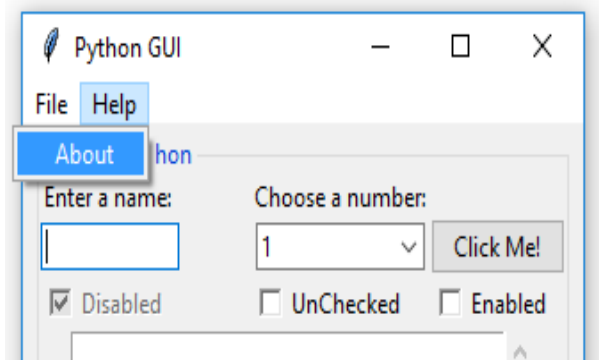 Python GUI
File Help
About hon
Enter a name: Choose a number:
1 Click Me!
Disabled UnChecked Enabled